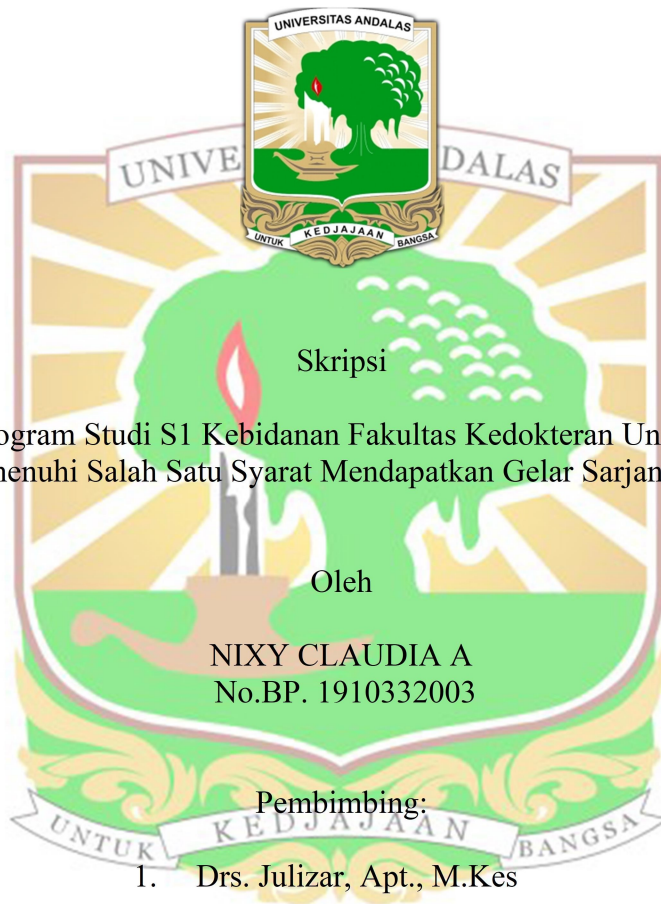 UNIVERSITAS ANDALAS
UNTUK KEDJAJAAN BANGSA
Skripsi
ogram Studi S1 Kebidanan Fakultas Kedokteran Un
enuhi Salah Satu Syarat Mendapatkan Gelar Sarjan
Oleh
NIXY CLAUDIA A
No.BP. 1910332003
Pembimbing:
1. Drs. Julizar, Apt., M.Kes
UNIVE DALAS
UNTUK KEDJAJAAN BANGSA